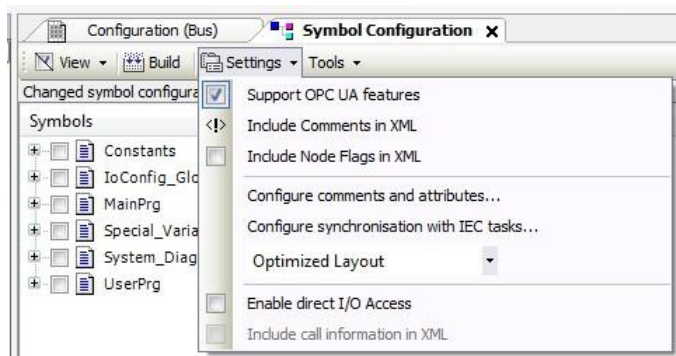 Configuration (Bus) Symbol Configuration x
View Build Settings Tools
Changed symbol configura
Symbols
Constants
IoConfig_Glo
MainPrg
Special_Varia
System_Diag
UserPrg
Support OPC UA features
<!> Include Comments in XML
Include Node Flags in XML
Configure comments and attributes...
Configure synchronisation with IEC tasks...
Optimized Layout
Enable direct I/O Access
Include call information in XML